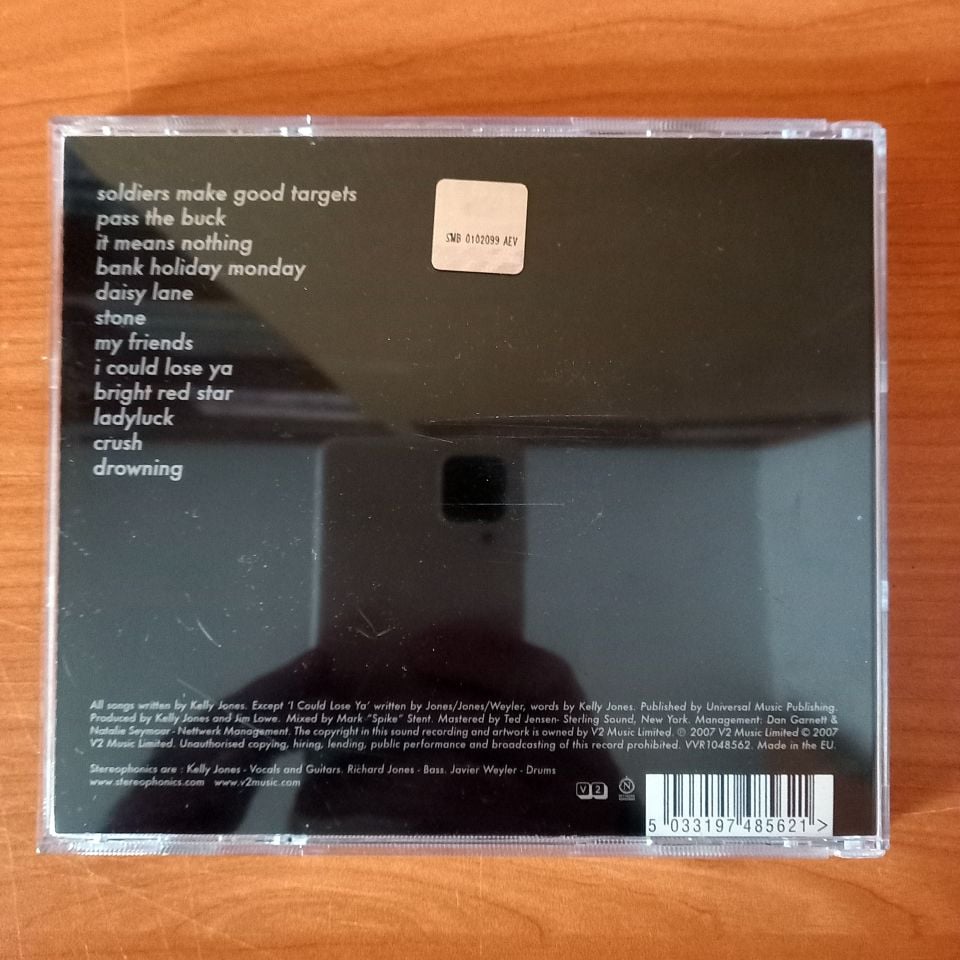 soldiers make good targets
pass the buck
it means nothing
bank holiday monday
daisy lane
stone
my friends
i could lose ya
bright red star
ladyluck
crush
drowning
SMB 0102099 AEV
All songs written by Kelly Jones. Except 'I Could Lose Ya' written by Jones/Jones/Weyler, words by Kelly Jones. Published by Universal Music Publishing.
Produced by Kelly Jones and Jim Lowe. Mixed by Mark "Spike" Stent. Mastered by Ted Jensen- Sterling Sound, New York. Management: Dan Garnett &
Natalie Seymour - Nettwerk Management. The copyright in this sound recording and artwork is owned by V2 Music Limited. ℗ 2007 V2 Music Limited © 2007
V2 Music Limited. Unauthorised copying, hiring, lending, public performance and broadcasting of this record prohibited. VVR1048562. Made in the EU.
Stereophonics are : Kelly Jones - Vocals and Guitars. Richard Jones - Bass. Javier Weyler - Drums
www.stereophonics.com www.v2music.com
V 2
N
5 033197 485621 >